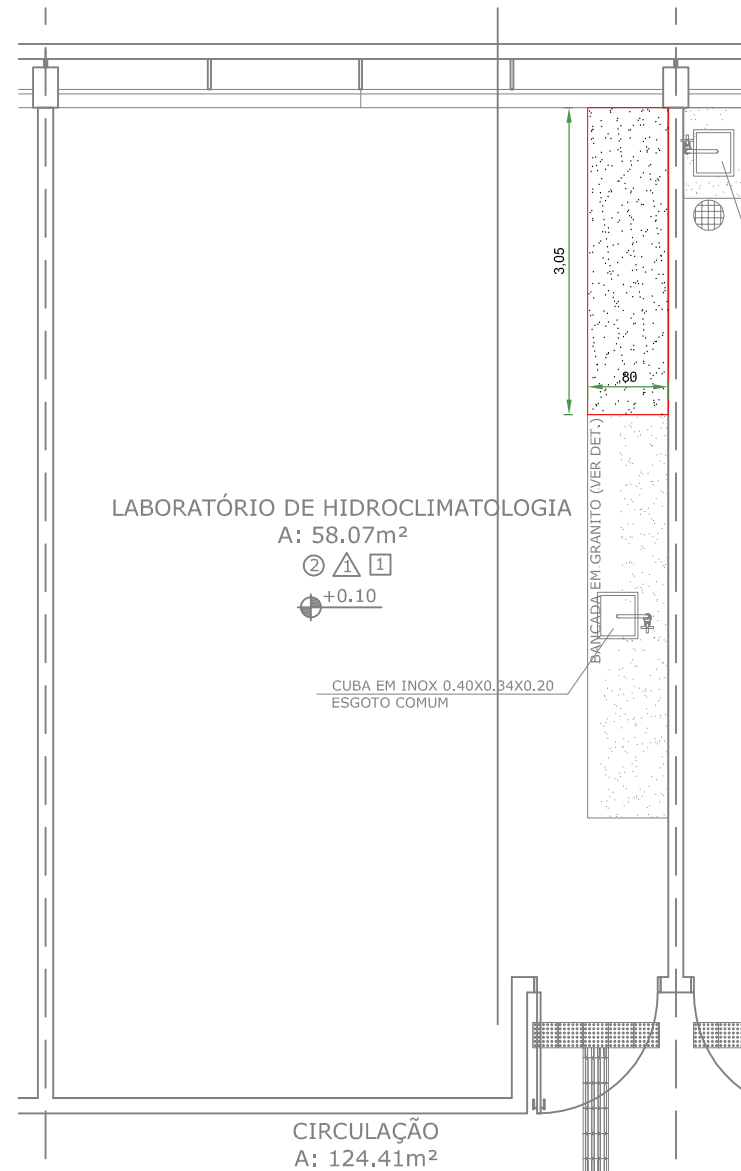 3,05
80
BANCADA EM GRANITO (VER DET.)
LABORATÓRIO DE HIDROCLIMATOLOGIA
A: 58.07m²
2 1 1
+0.10
CUBA EM INOX 0.40X0.34X0.20
ESGOTO COMUM
CIRCULAÇÃO
A: 124.41m²